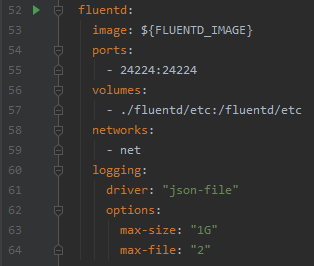 52 fluentd:
53 image: ${FLUENTD_IMAGE}
54 ports:
55 - 24224:24224
56 volumes:
57 - ./fluentd/etc:/fluentd/etc
58 networks:
59 - net
60 logging:
61 driver: "json-file"
62 options:
63 max-size: "1G"
64 max-file: "2"